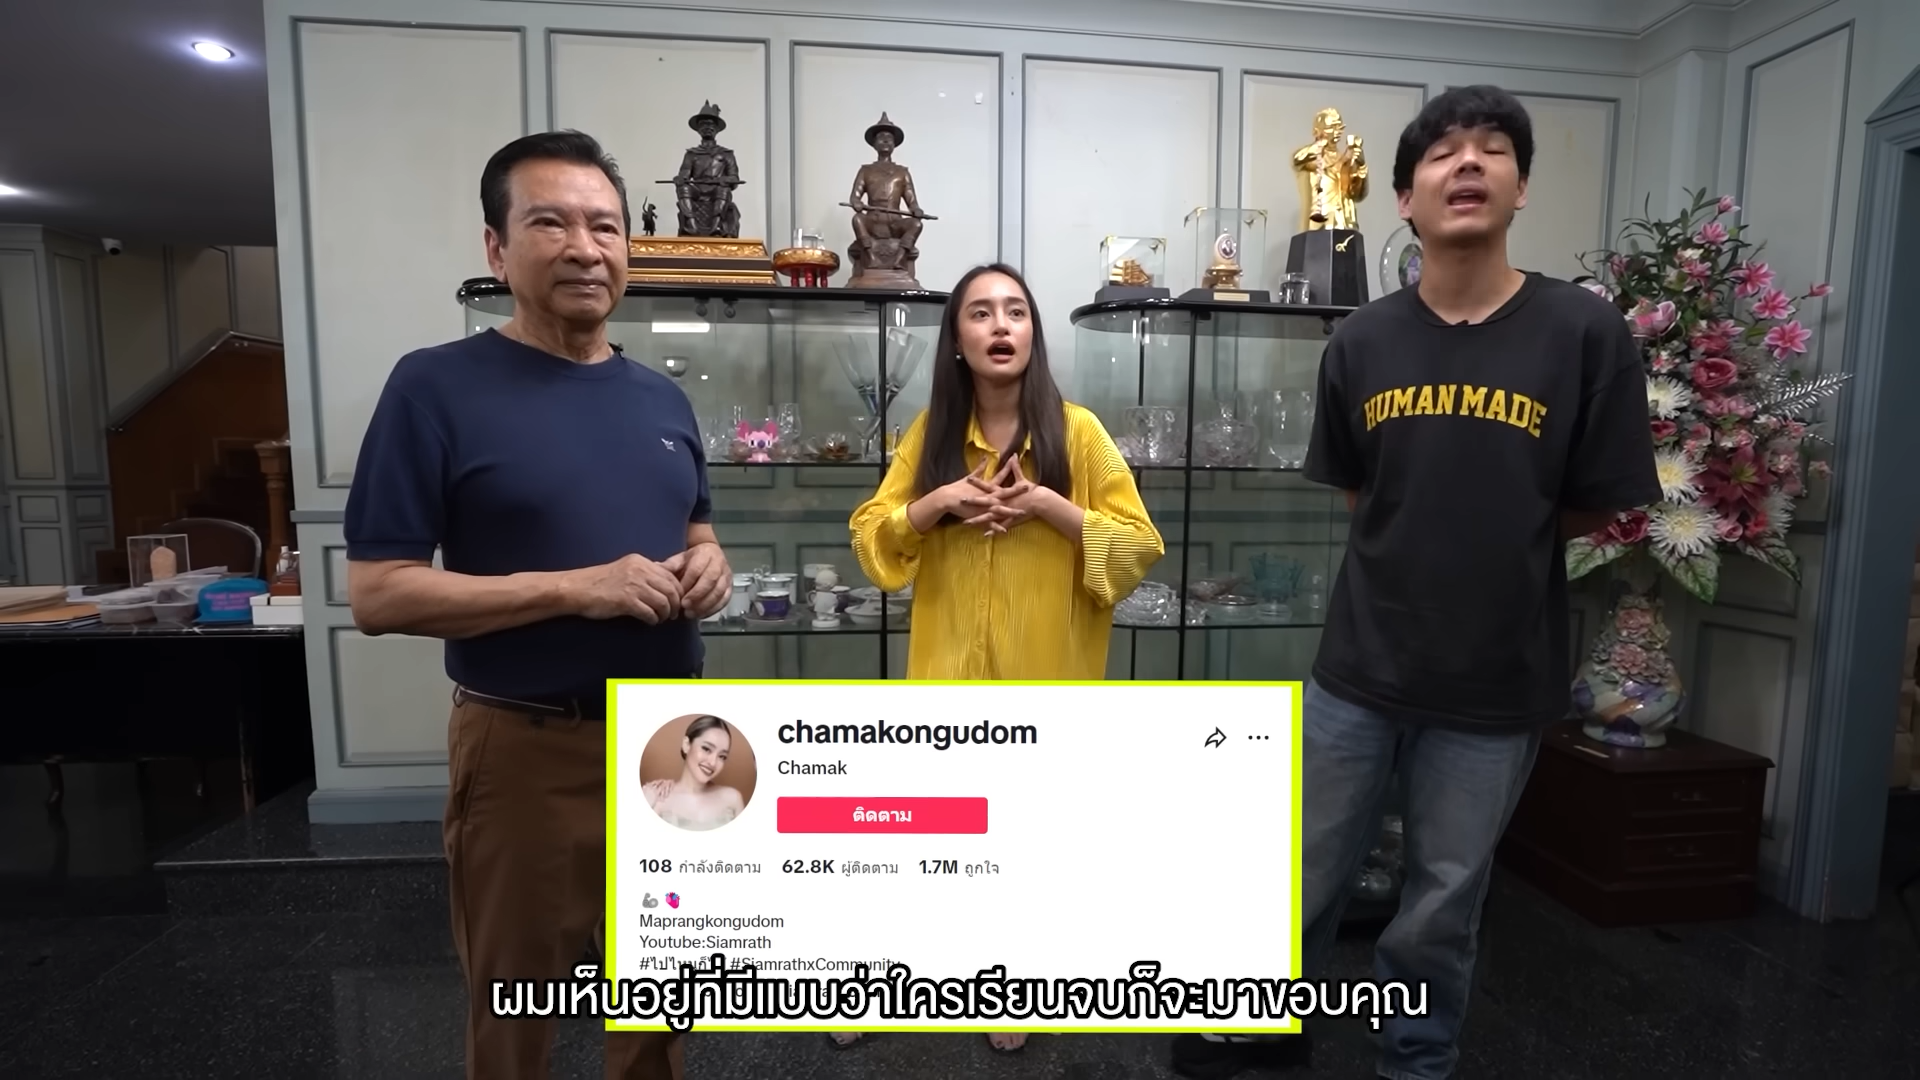 HUMAN MADE
chamakongudom
Chamak
ติดตาม
108 กำลังติดตาม 62.8K ผู้ติดตาม 1.7M ถูกใจ
Maprangkongudom
Youtube:Siamrath
#SiamrathxCommunity
ผมเห็นอยู่ที่มีแบบว่าใครเรียนจบก็จะมาขอบคุณ